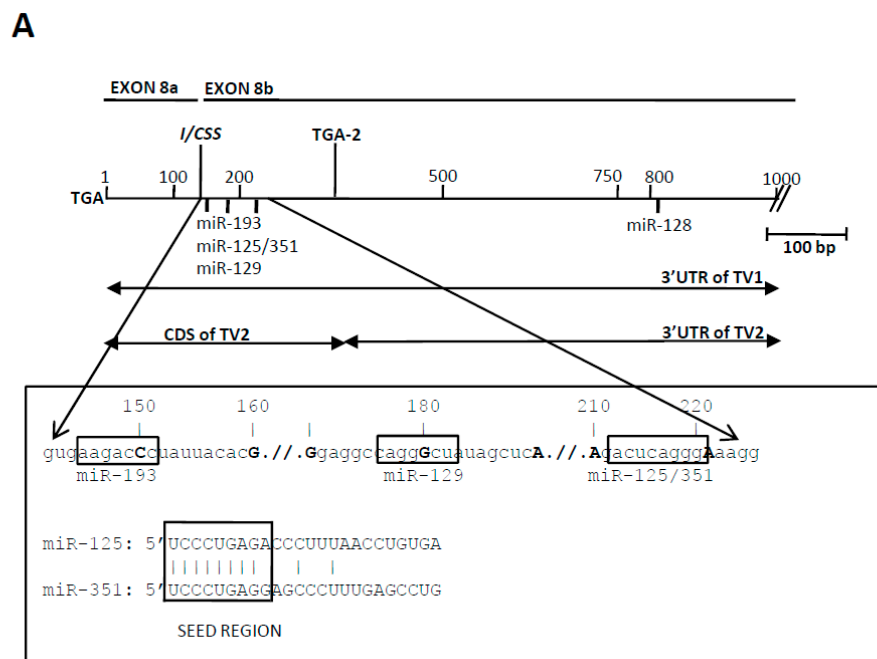 A
EXON 8a EXON 8b
I/CSS TGA-2
1 100 200 500 750 800 1000
TGA
miR-193 miR-128
miR-125/351
miR-129
100 bp
3'UTR of TV1
CDS of TV2 3'UTR of TV2
150 160 180 210 220
gugaagacCcuauuacacG.//.GgaggccaggGcuauagcucA.//.AgacucagggAaagg
miR-193 miR-129 miR-125/351
miR-125: 5'UCCCUGAGACCCUUUAACCUGUGA
miR-351: 5'UCCCUGAGGAGCCCUUUGAGCCUG
SEED REGION